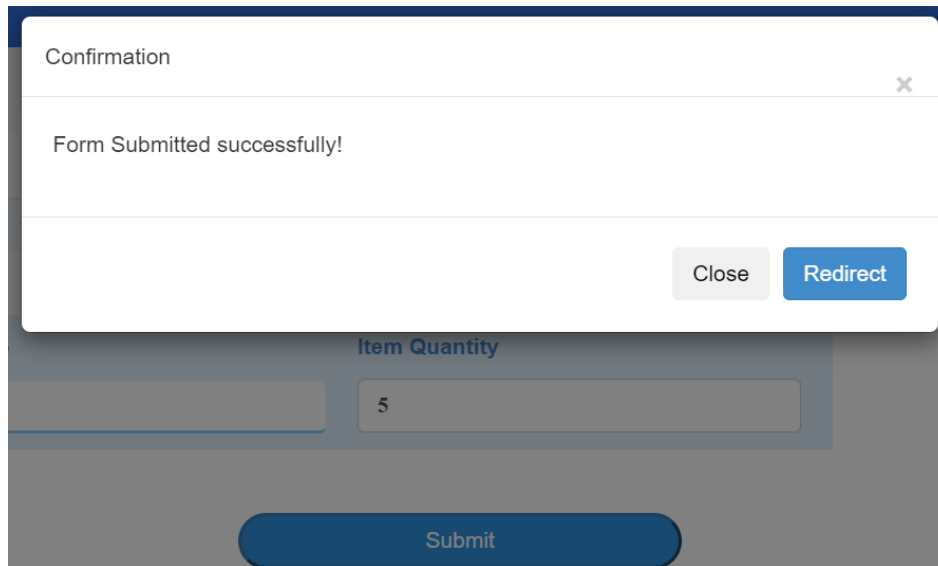 Confirmation
×
Form Submitted successfully!
Close Redirect
Item Quantity
5
Submit